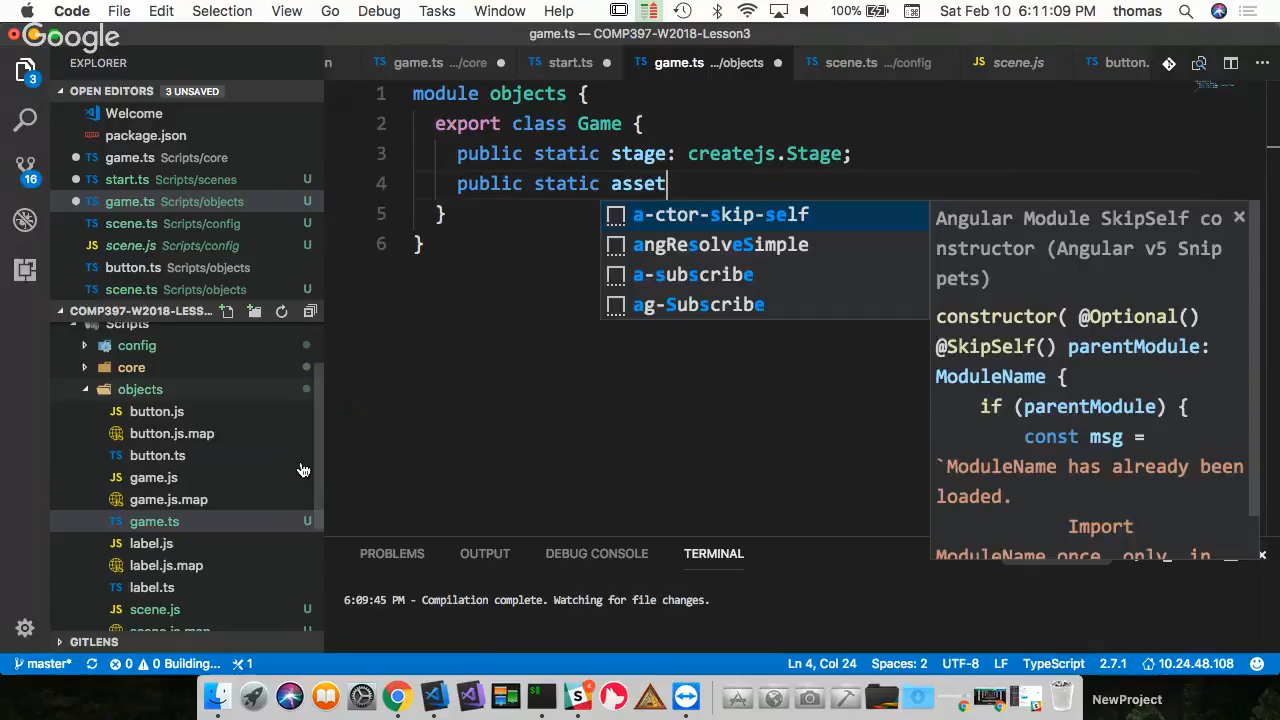 Code File Edit Selection View Go Debug Tasks Window Help 100% Sat Feb 10 6:11:09 PM thomas
Google
game.ts — COMP397-W2018-Lesson3
EXPLORER
game.ts .../core
start.ts
game.ts .../objects
scene.ts .../config
scene.js
button.
OPEN EDITORS 3 UNSAVED
Welcome
package.json
game.ts Scripts/core
start.ts Scripts/scenes U
game.ts Scripts/objects U
scene.ts Scripts/config U
scene.js Scripts/config U
button.ts Scripts/objects
scene.ts Scripts/objects U
3
16
COMP397-W2018-LESS...
Scripts
config
core
objects
button.js
button.js.map
button.ts
game.js
game.js.map
game.ts U
label.js
label.js.map
label.ts
scene.js U
scene.js.map U
GITLENS
1 module objects {
2 export class Game {
3 public static stage: createjs.Stage;
4 public static asset
5 }
6 }
a-ctor-skip-self
angResolveSimple
a-subscribe
ag-Subscribe
Angular Module SkipSelf co
nstructor (Angular v5 Snip
pets)
constructor( @Optional()
@SkipSelf() parentModule:
ModuleName {
if (parentModule) {
const msg =
`ModuleName has already been
loaded.
Import
ModuleName once, only, in
PROBLEMS OUTPUT DEBUG CONSOLE TERMINAL
6:09:45 PM - Compilation complete. Watching for file changes.
master* 0 0 Building... 1 Ln 4, Col 24 Spaces: 2 UTF-8 LF TypeScript 2.7.1 10.24.48.108
4
NewProject